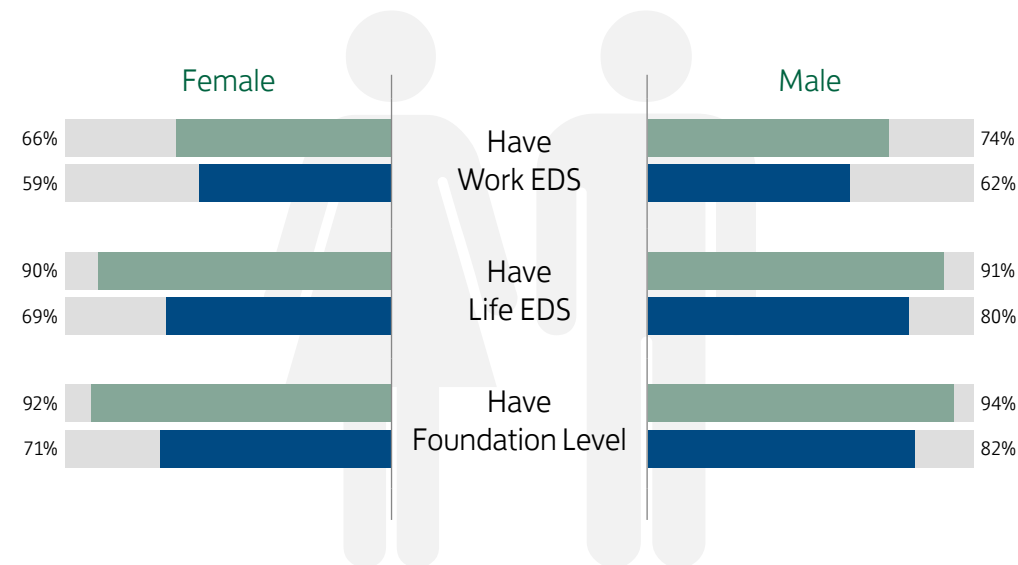 Female
Male
66%
Have
74%
59%
Work EDS
62%
90%
Have
91%
69%
Life EDS
80%
92%
Have
94%
71%
Foundation Level
82%